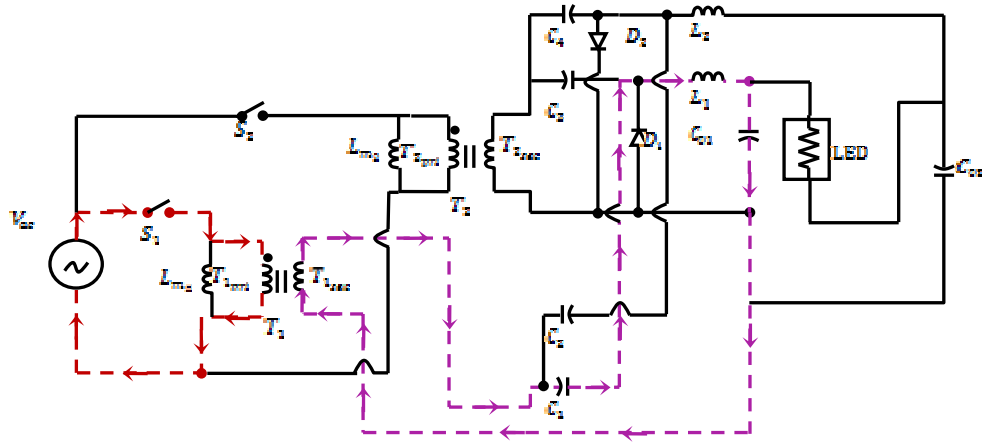 C4
D2
L2
C2
L1
S2
Lm2
T2pri
T2sec
D1
Co1
LED
Co2
T2
Vac
S1
Lm1
T1pri
T1sec
T1
C3
C1